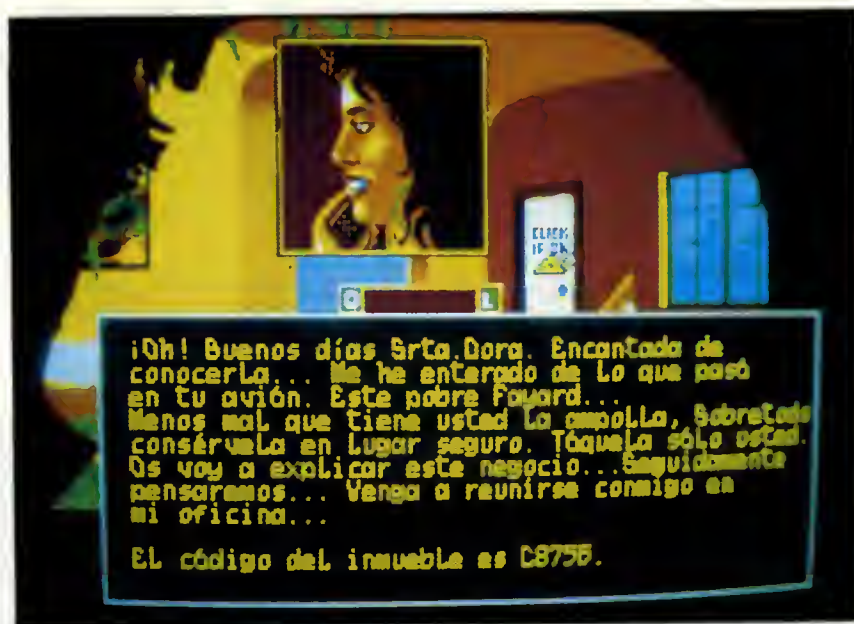 CLICK
¡Oh! Buenos días Srta.Dora. Encantada de
conocerla... Me he enterado de lo que pasó
en tu avión. Este pobre Fayard...
Menos mal que tiene usted la ampolla, Sobretodo
consérvela en lugar seguro. Tóquela sólo usted.
Os voy a explicar este negocio...Seguidamente
pensaremos... Venga a reunirse conmigo en
mi oficina...
El código del inmueble es